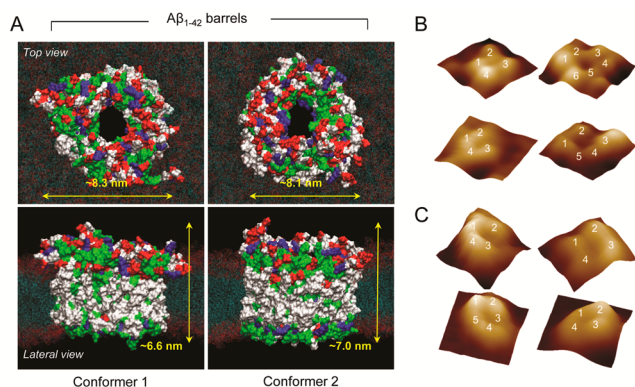 A
Aβ1-42 barrels
Top view
~8.3 nm
~8.1 nm
Lateral view
~6.6 nm
~7.0 nm
Conformer 1
Conformer 2
B
1 2 3 4
1 2 3 4 5 6
1 2 3 4
1 2 3 4 5
C
1 2 3 4
1 2 3 4
1 2 3 4 5
1 2 3 4